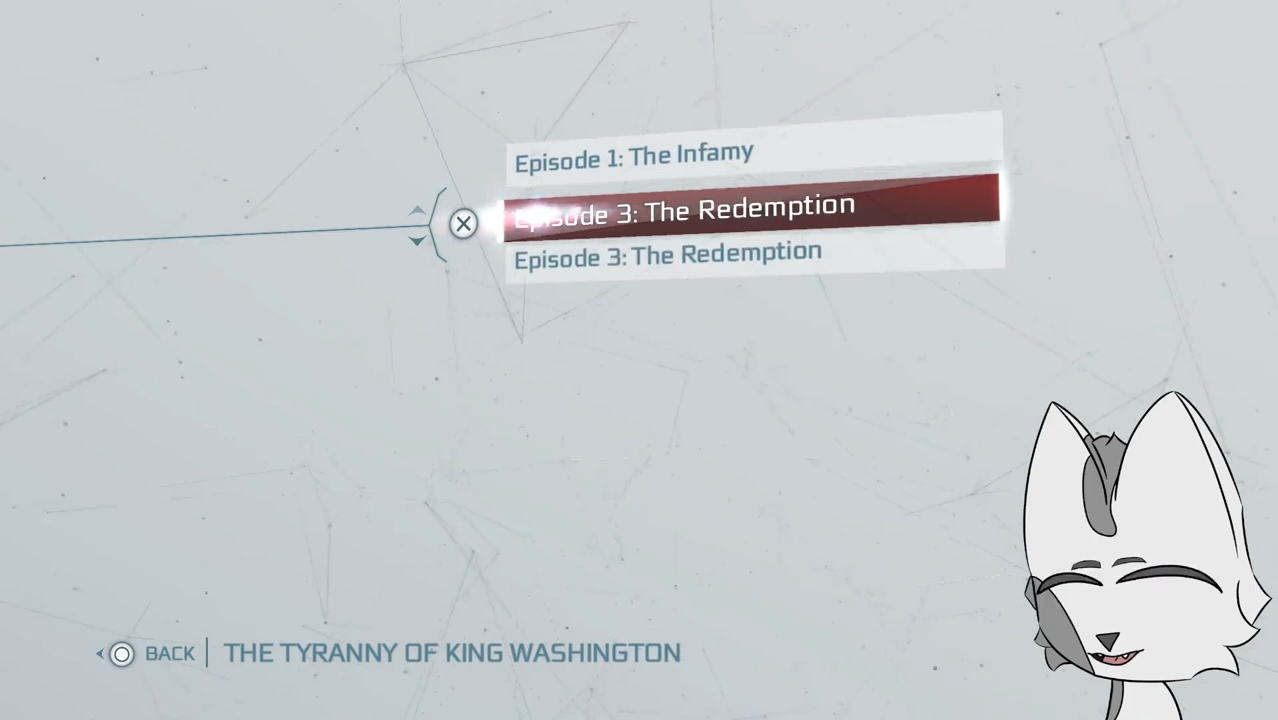 Episode 1: The Infamy
Episode 3: The Redemption
Episode 3: The Redemption
BACK
THE TYRANNY OF KING WASHINGTON